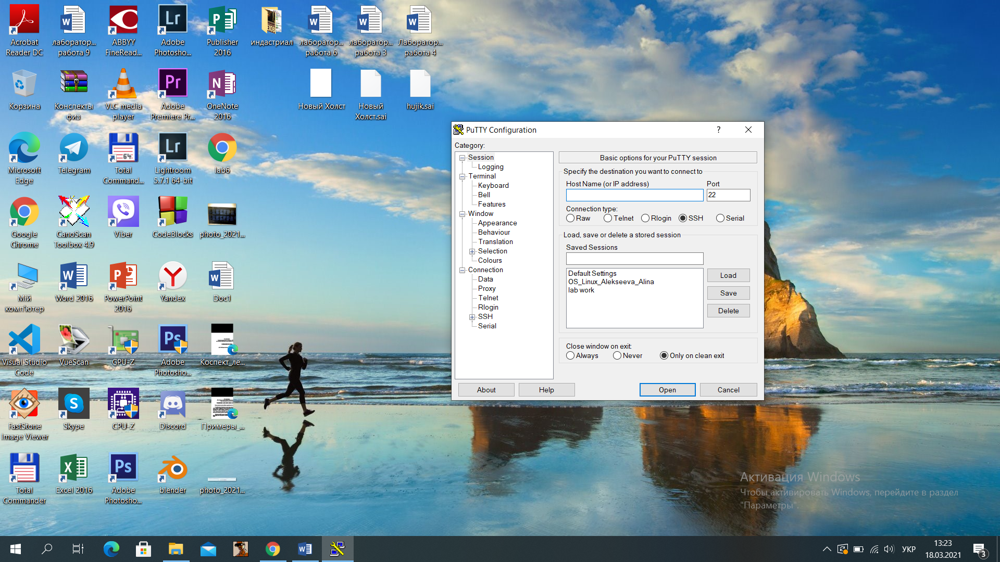 Acrobat
Reader DC
лаборатор...
работа 9
ABBYY
FineRead...
Adobe
Photosho...
Publisher
2016
индастриал
лаборатор...
работа 6
лаборатор...
работа 3
Лаборатор...
работа 4
Корзина
Конспекты
физ
VLC media
player
Adobe
Premiere Pr...
OneNote
2016
Новый Холст
Новый
Холст.sai
hujik.sai
Microsoft
Edge
Telegram
Total
Command...
Lightroom
5.7.1 64-bit
lab6
Google
Chrome
CanoScan
Toolbox 4.9
Viber
CodeBlocks
photo_2021...
Мій
комп'ютер
Word 2016
PowerPoint
2016
Yandex
Doc1
Visual Studio
Code
VueScan
GPU-Z
Adobe
Photosho...
Коспект_ле...
FastStone
Image Viewer
Skype
CPU-Z
Discord
Примеры_...
Total
Commander
Excel 2016
Adobe
Photosho...
blender
photo_2021...
PuTTY Configuration
?
Category:
Session
Logging
Terminal
Keyboard
Bell
Features
Window
Appearance
Behaviour
Translation
Selection
Colours
Connection
Data
Proxy
Telnet
Rlogin
SSH
Serial
Basic options for your PuTTY session
Specify the destination you want to connect to
Host Name (or IP address)
Port
22
Connection type:
Raw
Telnet
Rlogin
SSH
Serial
Load, save or delete a stored session
Saved Sessions
Default Settings
OS_Linux_Alekseeva_Alina
lab work
Load
Save
Delete
Close window on exit:
Always
Never
Only on clean exit
About
Help
Open
Cancel
Активация Windows
Чтобы активировать Windows, перейдите в раздел
"Параметры".
УКР
13:23
18.03.2021
3